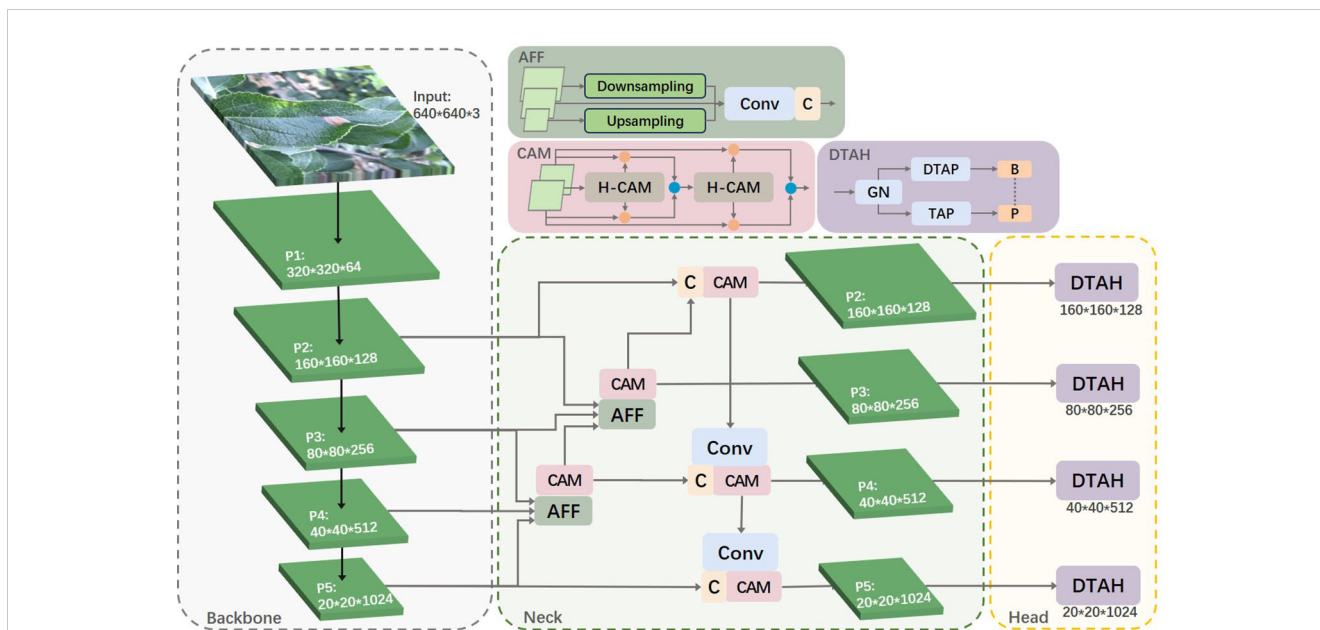 Input:
640*640*3
P1:
320*320*64
P2:
160*160*128
P3:
80*80*256
P4:
40*40*512
P5:
20*20*1024
Backbone
AFF
Downsampling
Upsampling
Conv
C
CAM
H-CAM
H-CAM
DTAH
GN
DTAP
B
TAP
P
C
CAM
CAM
AFF
CAM
AFF
Conv
C
CAM
Conv
C
CAM
P2:
160*160*128
P3:
80*80*256
P4:
40*40*512
P5:
20*20*1024
Neck
DTAH
160*160*128
DTAH
80*80*256
DTAH
40*40*512
DTAH
20*20*1024
Head